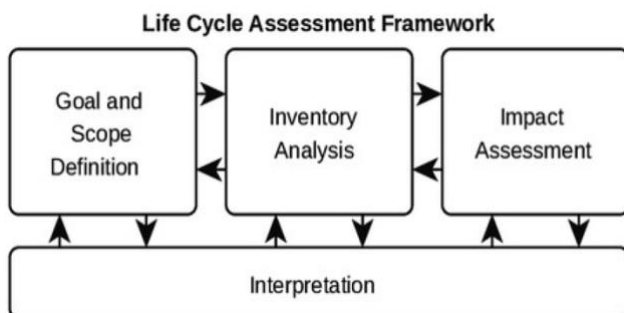 Life Cycle Assessment Framework
Goal and
Scope
Definition
Inventory
Analysis
Impact
Assessment
Interpretation